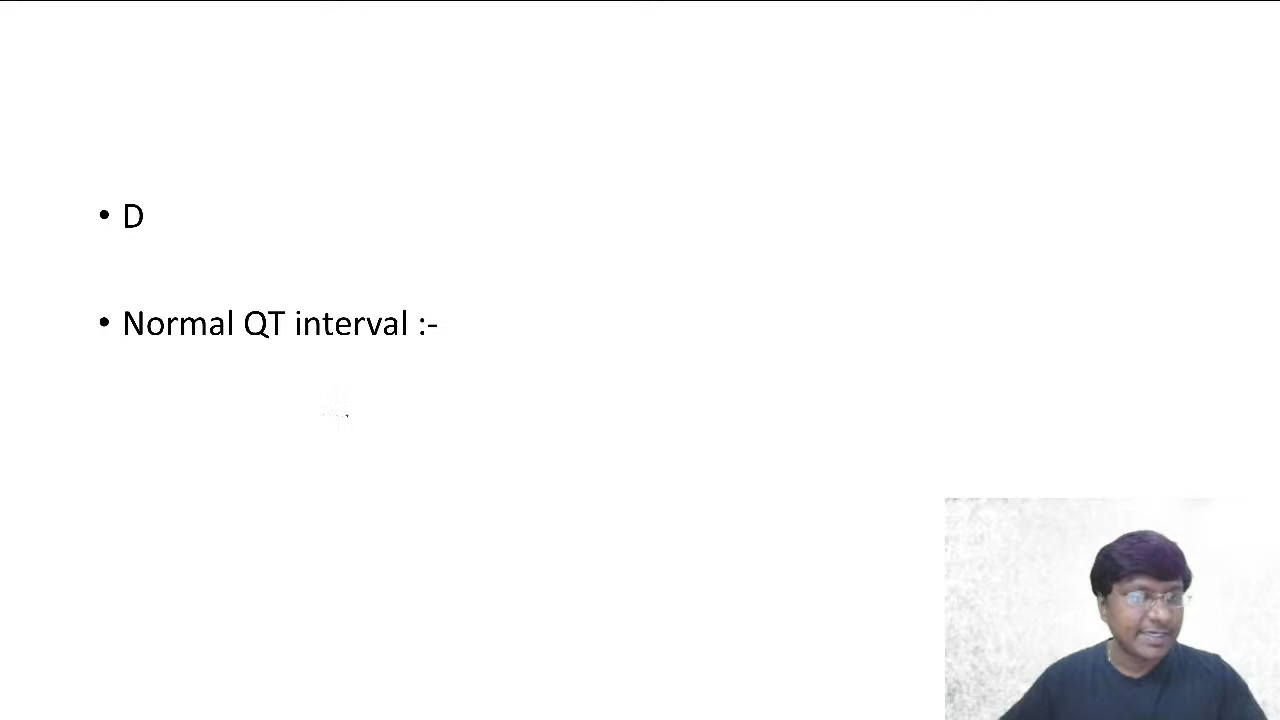 • D
• Normal QT interval :-